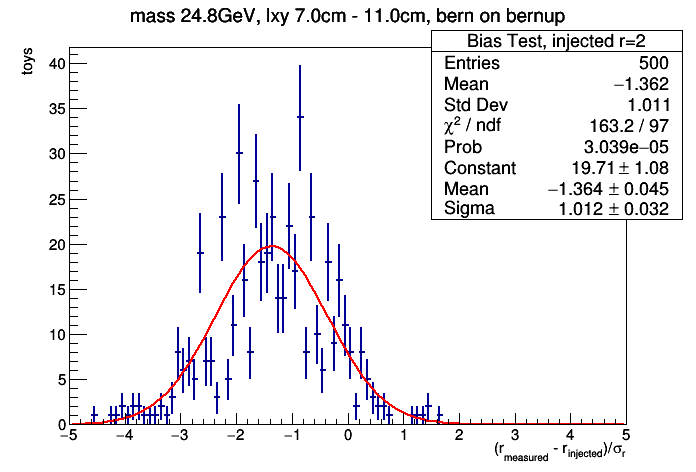 mass 24.8GeV, lxy 7.0cm - 11.0cm, bern on bernup
Bias Test, injected r=2
Entries 500
Mean −1.362
Std Dev 1.011
χ² / ndf 163.2 / 97
Prob 3.039e−05
Constant 19.71 ± 1.08
Mean −1.364 ± 0.045
Sigma 1.012 ± 0.032
toys
40
35
30
25
20
15
10
5
0
−5 −4 −3 −2 −1 0 1 2 3 4 5
(r_measured - r_injected)/σ_r